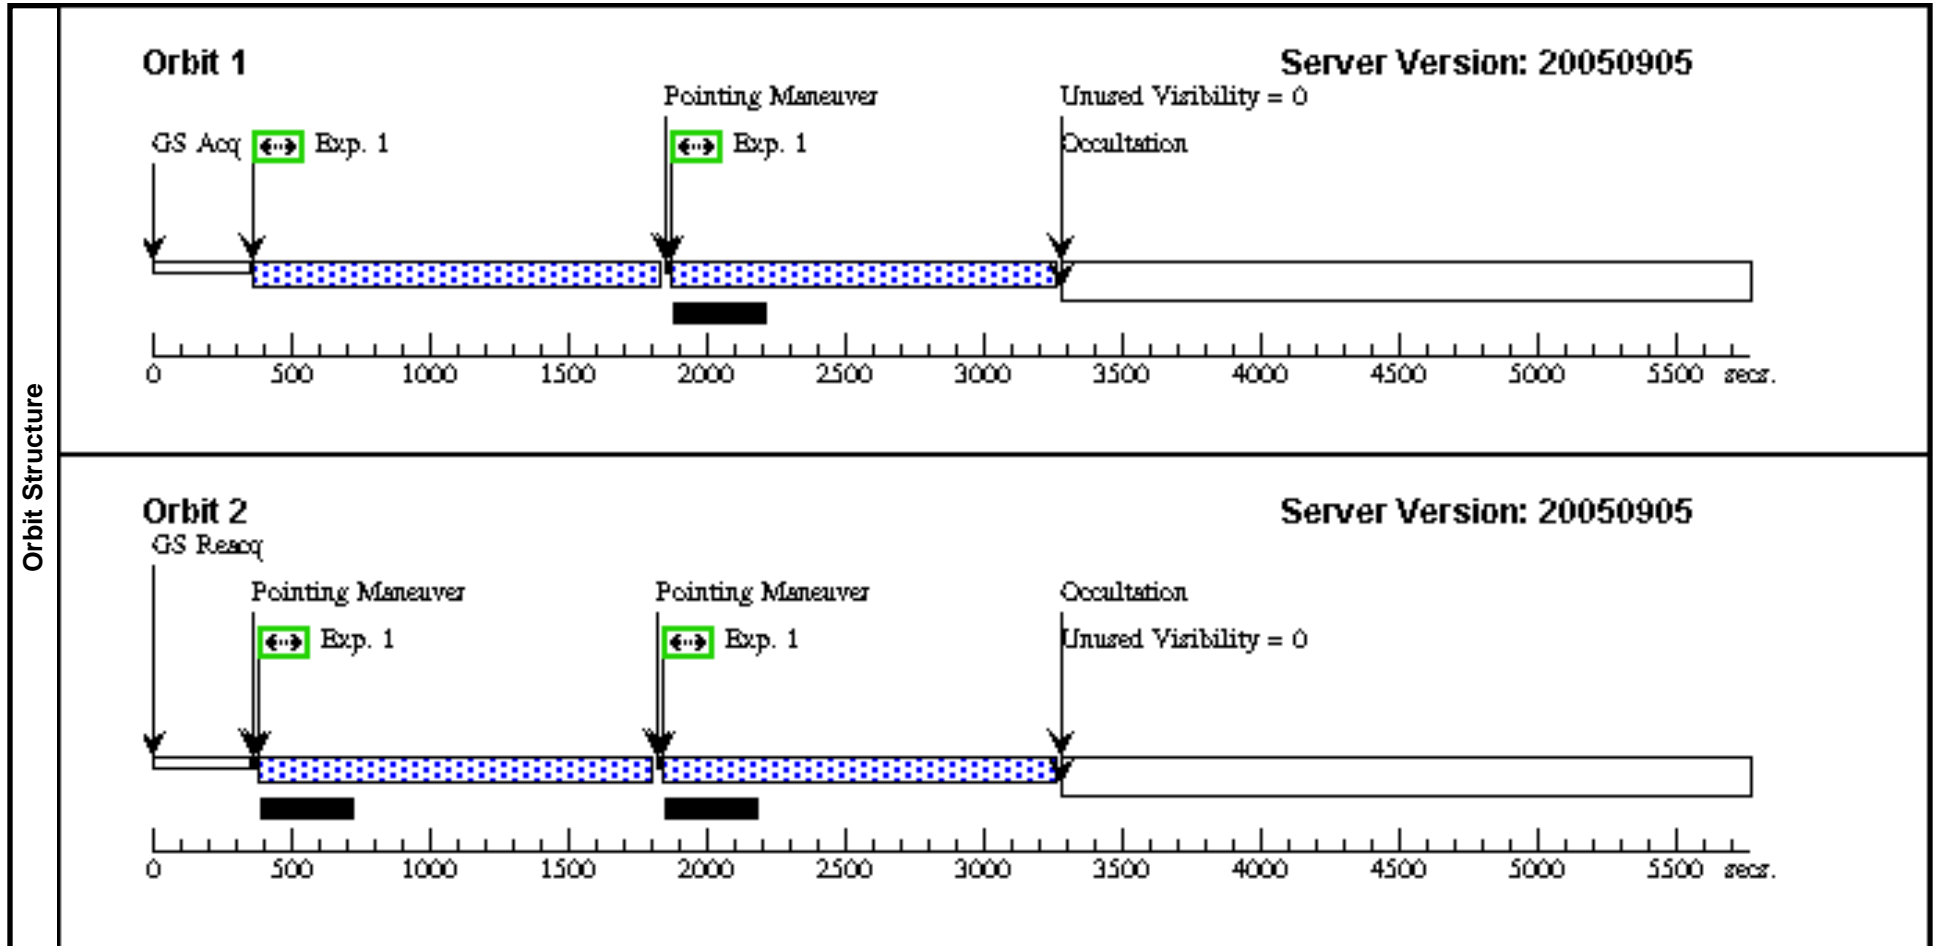 Orbit Structure
Orbit 1 Server Version: 20050905
Pointing Maneuver Unused Visibility = 0
GS Acq Exp. 1 Exp. 1 Occultation
0 500 1000 1500 2000 2500 3000 3500 4000 4500 5000 5500 secs.
Orbit 2 Server Version: 20050905
GS Reacq
Pointing Maneuver Pointing Maneuver Occultation
Exp. 1 Exp. 1 Unused Visibility = 0
0 500 1000 1500 2000 2500 3000 3500 4000 4500 5000 5500 secs.